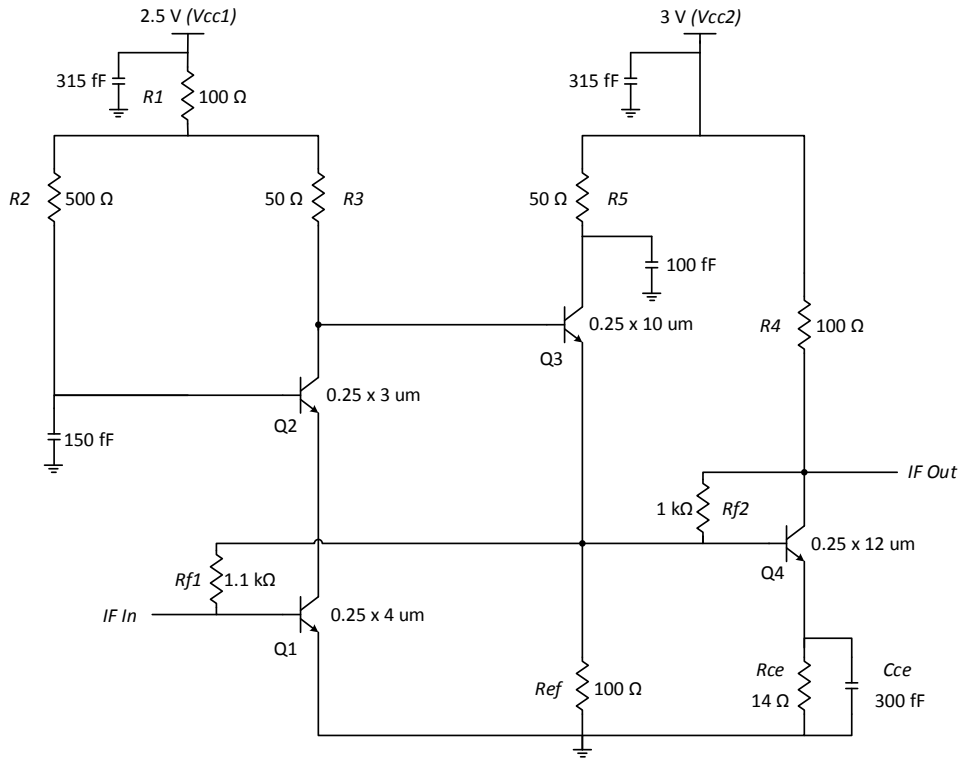 2.5 V (Vcc1)
3 V (Vcc2)
315 fF
R1
100 Ω
315 fF
R2
500 Ω
50 Ω
R3
50 Ω
R5
100 fF
0.25 x 10 um
R4
100 Ω
Q3
0.25 x 3 um
Q2
150 fF
IF Out
1 kΩ
Rf2
0.25 x 12 um
Q4
Rf1
1.1 kΩ
IF In
0.25 x 4 um
Q1
Ref
100 Ω
Rce
14 Ω
Cce
300 fF